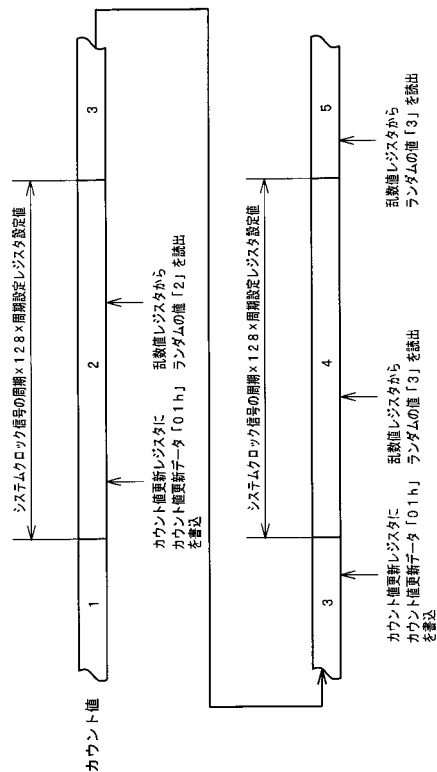 カウント値
システムクロック信号の周期×128×周期設定レジスタ設定値
1
2
3
カウント値更新レジスタに
カウント値更新データ「01h」
を書込
乱数値レジスタから
ランダムの値「2」を読出
システムクロック信号の周期×128×周期設定レジスタ設定値
3
4
5
カウント値更新レジスタに
カウント値更新データ「01h」
を書込
乱数値レジスタから
ランダムの値「3」を読出
乱数値レジスタから
ランダムの値「3」を読出